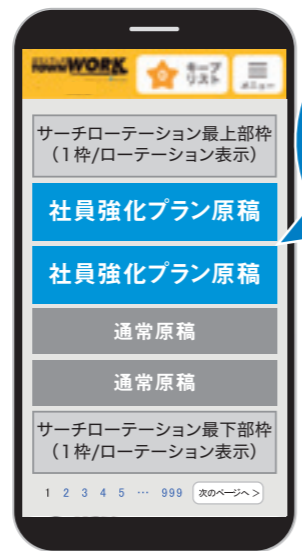 WORK
0
キープ
リスト
メニュー
サーチローテーション最上部枠
（1枠/ローテーション表示）
社員強化プラン原稿
社員強化プラン原稿
通常原稿
通常原稿
サーチローテーション最下部枠
（1枠/ローテーション表示）
1 2 3 4 5 … 999 次のページへ >